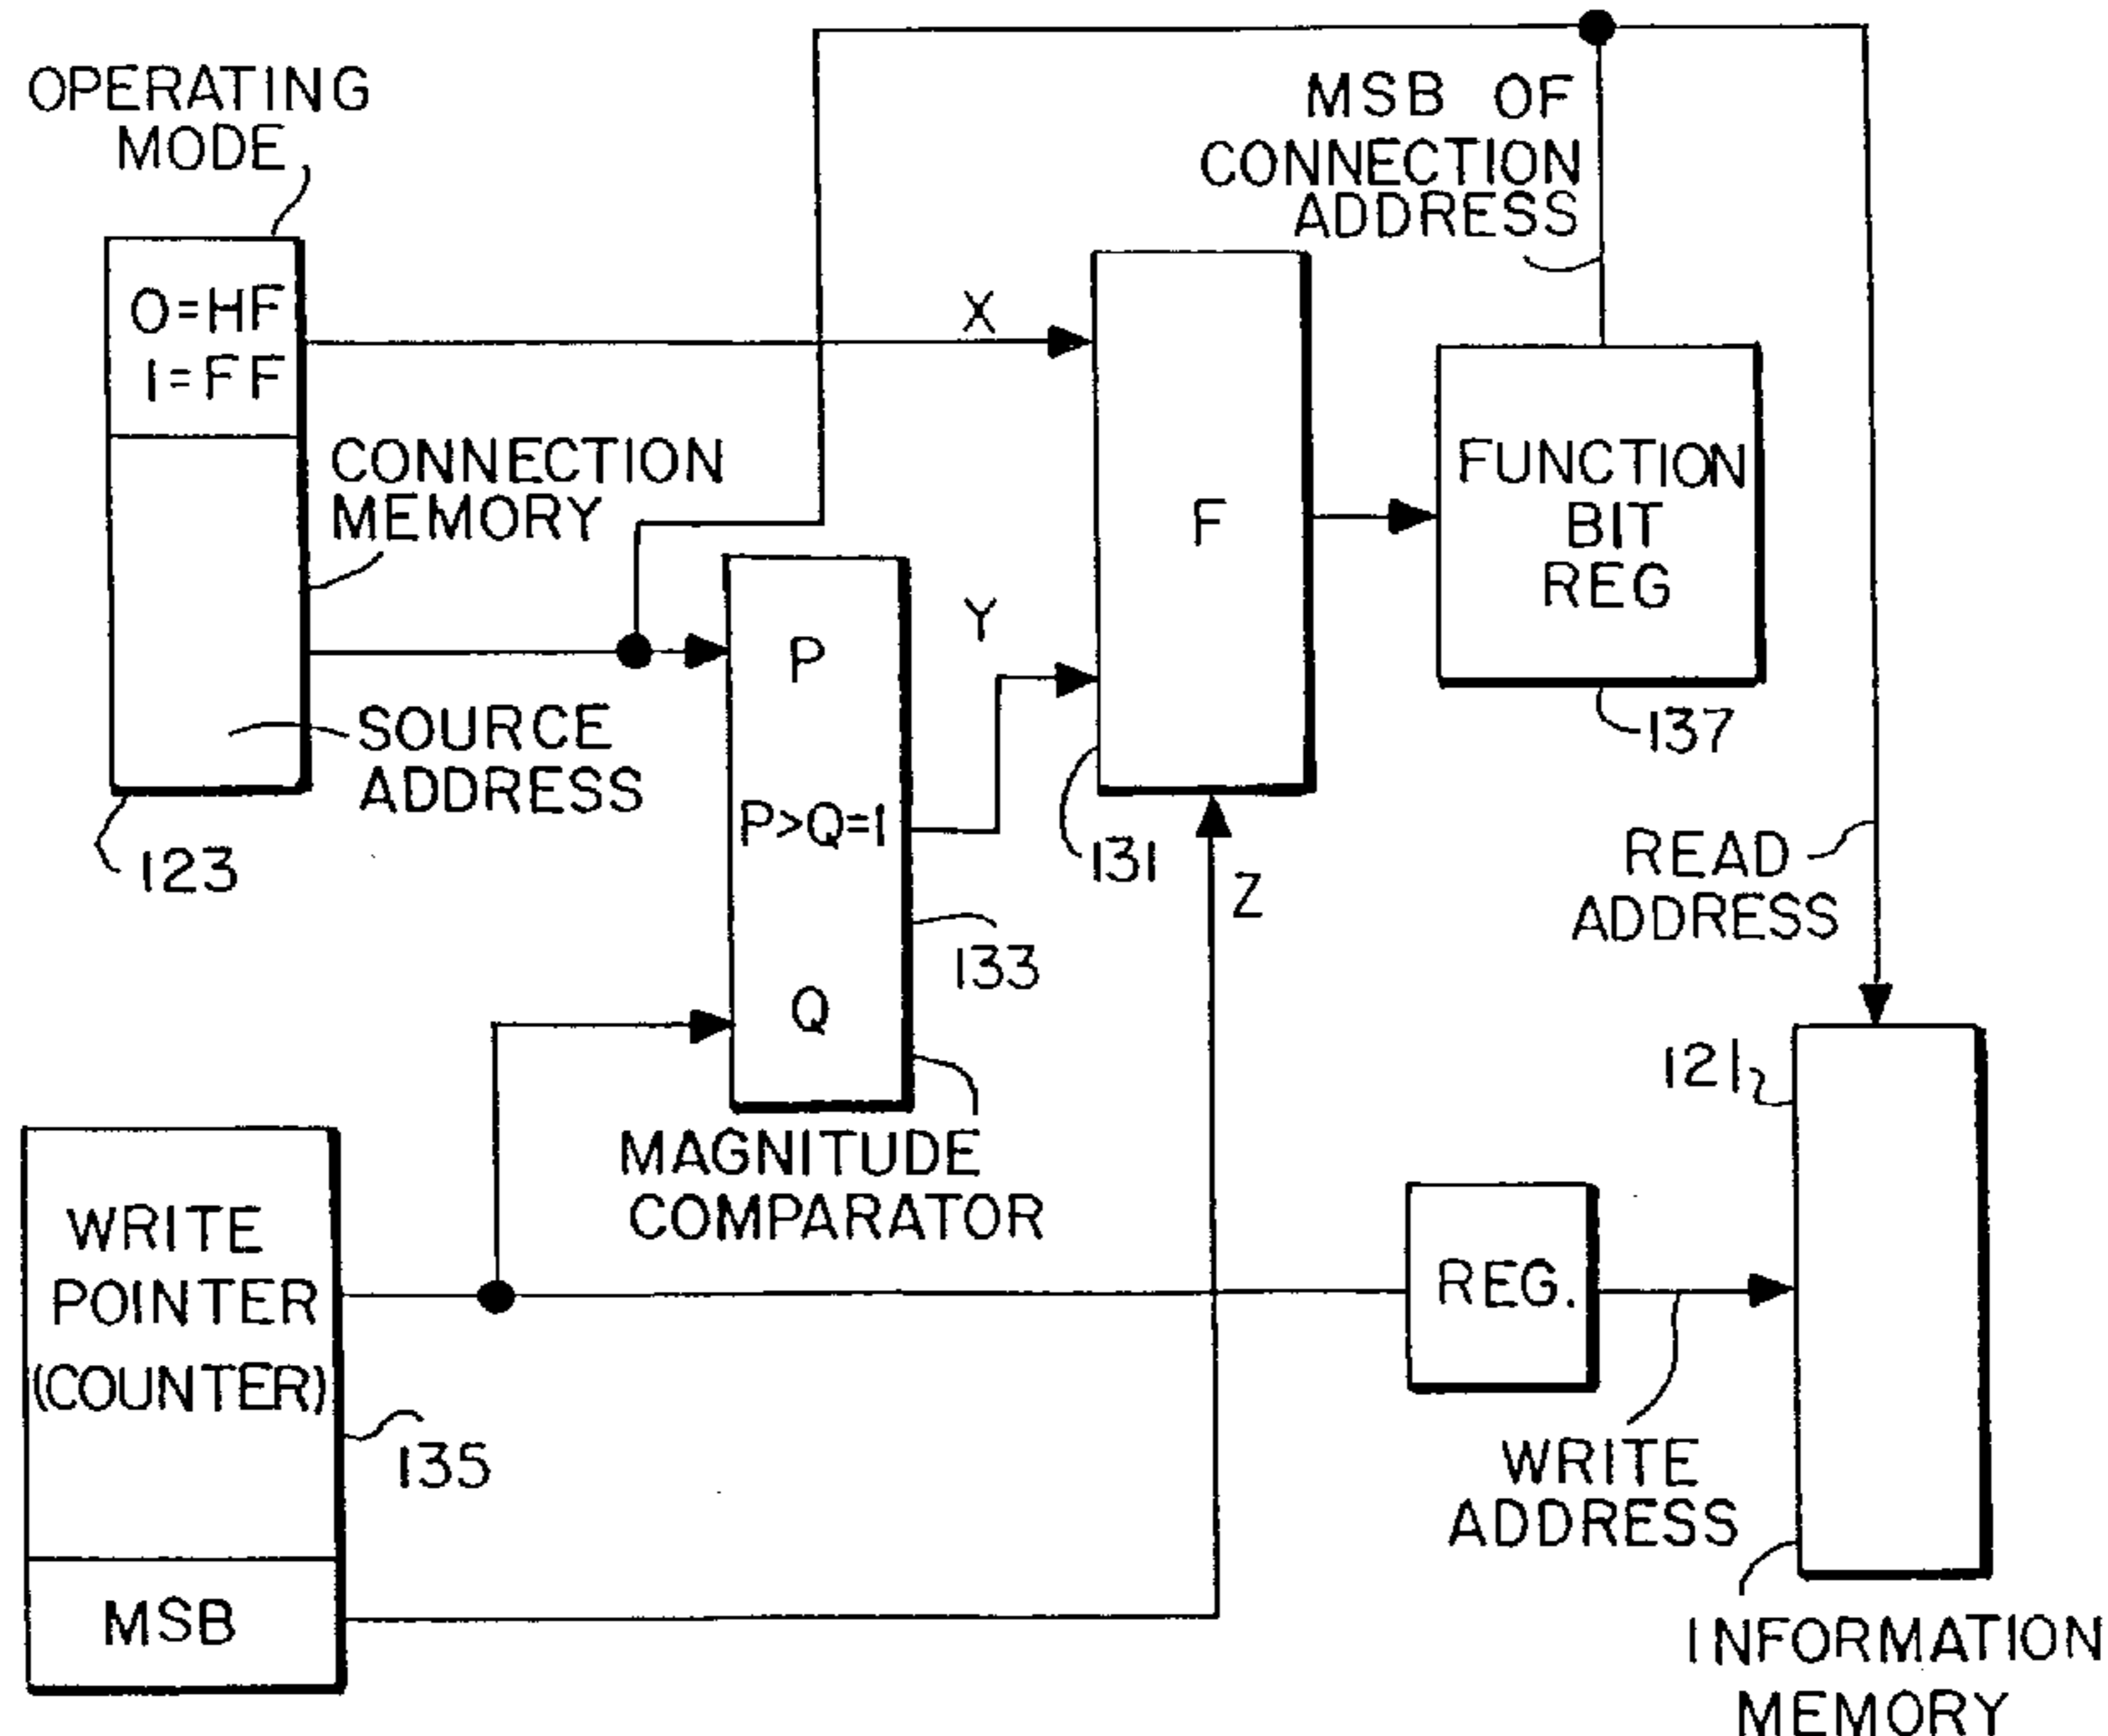 OPERATING
MODE
0=HF
1=FF
CONNECTION
MEMORY
SOURCE
ADDRESS
123
X
Y
Z
P
P>Q=1
Q
133
MAGNITUDE
COMPARATOR
F
131
MSB OF
CONNECTION
ADDRESS
FUNCTION
BIT
REG
137
READ
ADDRESS
121
WRITE
POINTER
(COUNTER)
135
MSB
REG.
WRITE
ADDRESS
INFORMATION
MEMORY